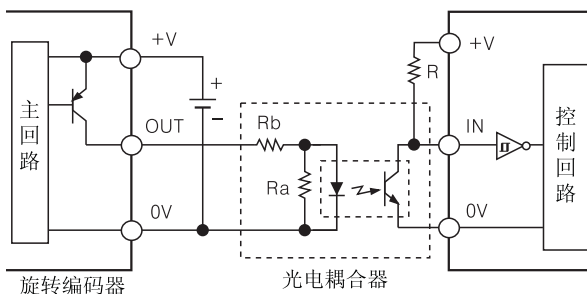 +V
+
−
主回路
OUT
Rb
Ra
0V
旋转编码器
光电耦合器
+V
R
IN
控制回路
0V